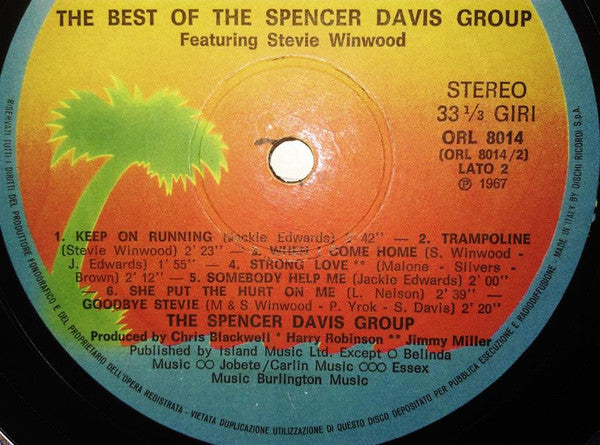 THE BEST OF THE SPENCER DAVIS GROUP
Featuring Stevie Winwood
STEREO
33 1/3 GIRI
ORL 8014
(ORL 8014/2)
LATO 2
℗ 1967
1. KEEP ON RUNNING (Jackie Edwards) 2' 42" — 2. TRAMPOLINE
(Stevie Winwood) 2' 23" — 3. WHEN I COME HOME (S. Winwood -
J. Edwards) 1' 55" — 4. STRONG LOVE ** (Malone - Silvers -
Brown) 2' 12" — 5. SOMEBODY HELP ME (Jackie Edwards) 2' 00"
6. SHE PUT THE HURT ON ME (L. Nelson) 2' 39" —
GOODBYE STEVIE (M & S Winwood - P. Yrok - S. Davis) 2' 20"
THE SPENCER DAVIS GROUP
Produced by Chris Blackwell * Harry Robinson ** Jimmy Miller
Published by Island Music Ltd. Except O Belinda
Music OO Jobete/Carlin Music OOO Essex
Music Burlington Music
RISERVATI TUTTI I DIRITTI DEL PRODUTTORE FONOGRAFICO E DEL PROPRIETARIO DELL'OPERA REGISTRATA - VIETATA DUPLICAZIONE UTILIZZAZIONE DI QUESTO DISCO DEPOSITATO PER PUBBLICA ESECUZIONE E RADIODIFFUSIONE. - MADE IN ITALY BY DISCHI RICORDI S.p.A.